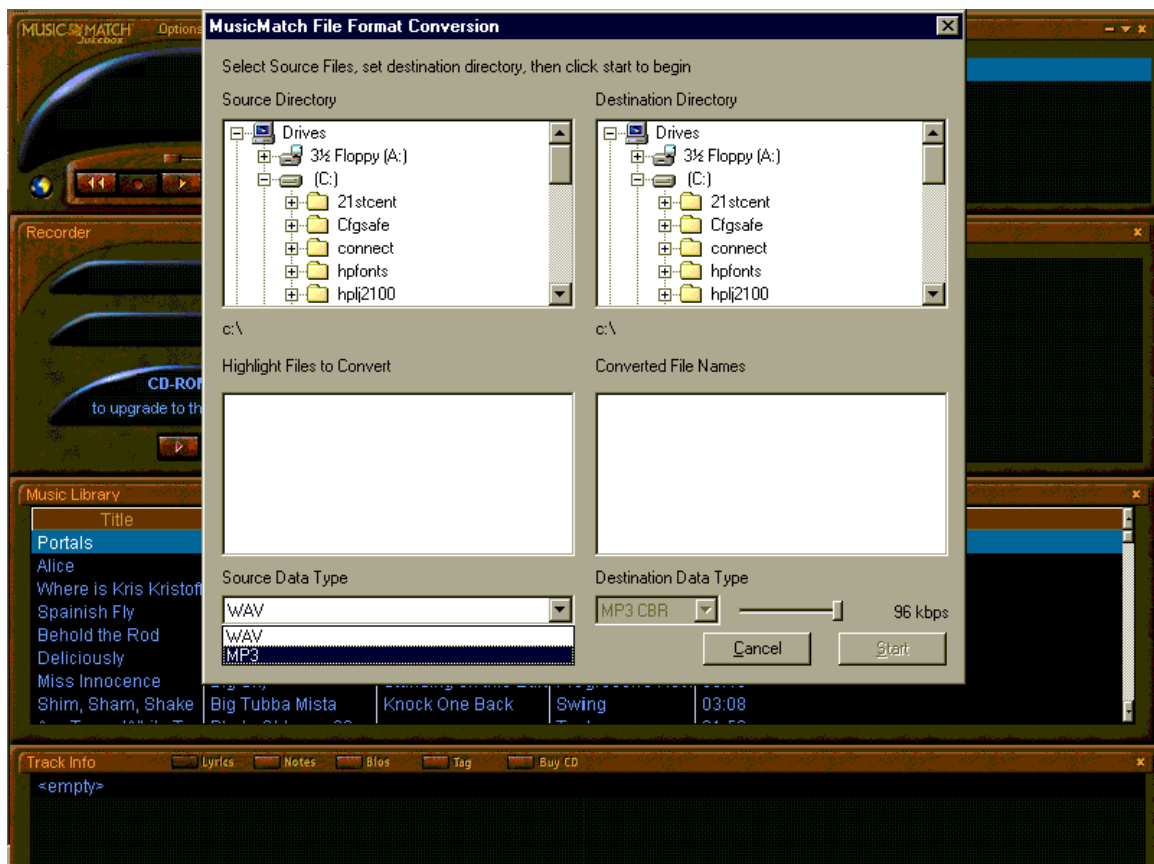 MUSICMATCH
Jukebox
Options
MusicMatch File Format Conversion
Select Source Files, set destination directory, then click start to begin
Source Directory
Destination Directory
Drives
3½ Floppy (A:)
(C:)
21stcent
Cfgsafe
connect
hpfonts
hplj2100
Drives
3½ Floppy (A:)
(C:)
21stcent
Cfgsafe
connect
hpfonts
hplj2100
c:\
c:\
Recorder
Highlight Files to Convert
Converted File Names
to upgrade to th
Music Library
Title
Portals
Alice
Where is Kris Kristoff
Spainish Fly
Behold the Rod
Deliciously
Miss Innocence
Shim, Sham, Shake Big Tubba Mista Knock One Back Swing 03:08
Source Data Type
Destination Data Type
WAV
MP3 CBR
96 kbps
WAV
MP3
Cancel
Start
Track Info Lyrics Notes Bios Tag Buy CD
<empty>